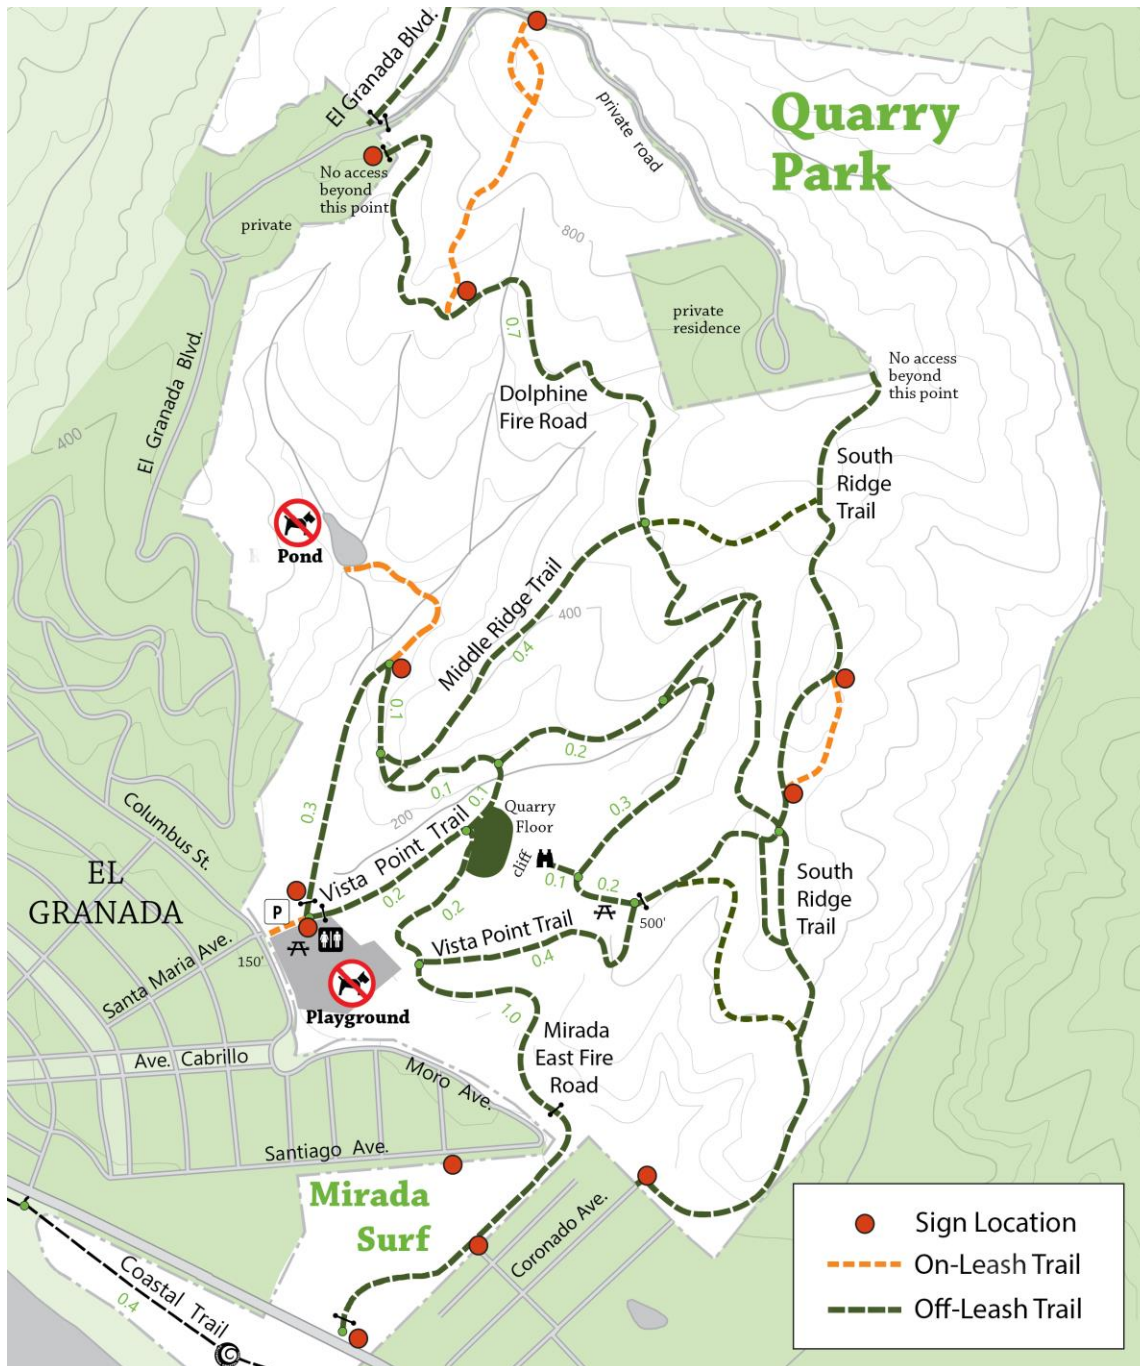 El Granada Blvd.
Quarry
Park
private road
No access
beyond
this point
private
800
private
residence
0.7
No access
beyond
this point
Dolphine
Fire Road
El Granada Blvd.
400
South
Ridge
Trail
Pond
Middle Ridge Trail
400
0.4
0.1
0.2
0.1
0.1
Quarry
Floor
0.3
0.3
200
Columbus St.
Vista Point Trail
cliff
0.1
0.2
EL
GRANADA
South
Ridge
Trail
P
0.2
0.2
500'
Vista Point Trail
0.4
Santa Maria Ave.
150'
Playground
1.0
Mirada
East Fire
Road
Ave. Cabrillo
Moro Ave.
Santiago Ave.
Mirada
Surf
Coronado Ave.
Coastal Trail
0.4
Sign Location
On-Leash Trail
Off-Leash Trail